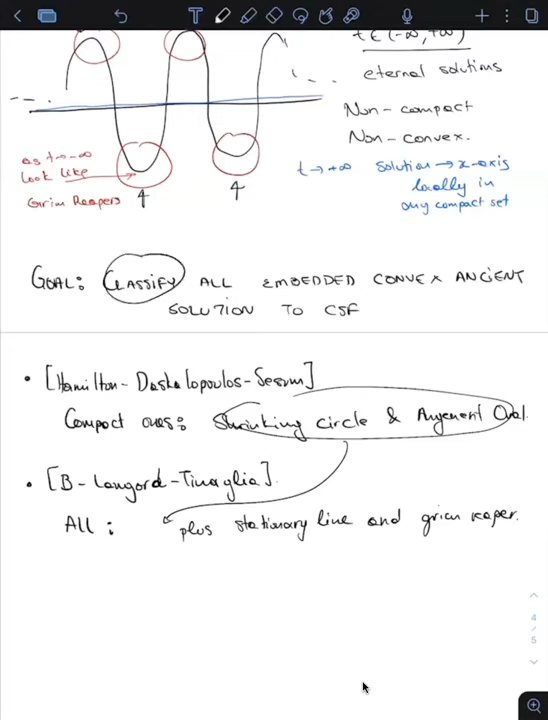 t ∈ (-∞, +∞)
eternal solutions
Non-compact
Non-convex.
as t→-∞
look like
Grim Reapers
t→+∞ Solution → x-axis
locally in
any compact set
GOAL: CLASSIFY ALL EMBEDDED CONVEX ANCIENT
SOLUTION TO CSF
• [Hamilton-Daskalopoulos-Sesum]
Compact ones: Shrinking circle & Angenent Oval.
• [B-Langford-Tinaglia].
All: plus stationary line and grim reaper.
4
/
5